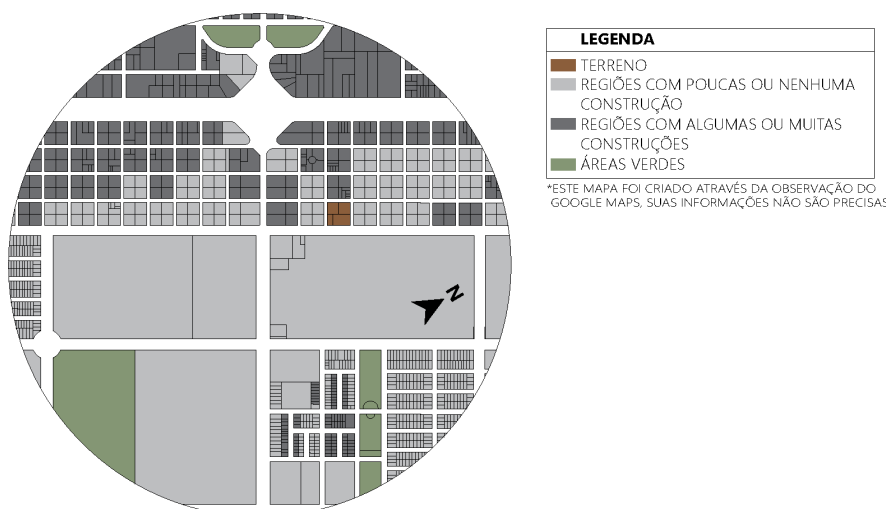 LEGENDA
TERRENO
REGIÕES COM POUCAS OU NENHUMA
CONSTRUÇÃO
REGIÕES COM ALGUMAS OU MUITAS
CONSTRUÇÕES
ÁREAS VERDES
*ESTE MAPA FOI CRIADO ATRAVÉS DA OBSERVAÇÃO DO
GOOGLE MAPS, SUAS INFORMAÇÕES NÃO SÃO PRECISAS
N